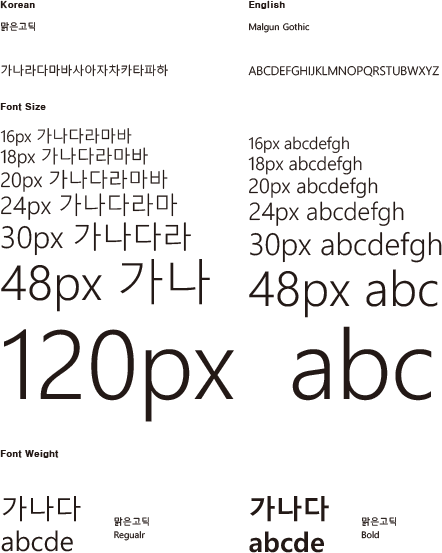 Korean
맑은고딕
가나라다마바사아자차카타파하
English
Malgun Gothic
ABCDEFGHIJKLMNOPQRSTUBWXYZ
Font Size
16px 가나다라마바
18px 가나다라마바
20px 가나다라마바
24px 가나다라마
30px 가나다라
48px 가나
16px abcdefgh
18px abcdefgh
20px abcdefgh
24px abcdefgh
30px abcdefgh
48px abc
120px abc
Font Weight
가나다
abcde
맑은고딕
Regualr
가나다
abcde
맑은고딕
Bold